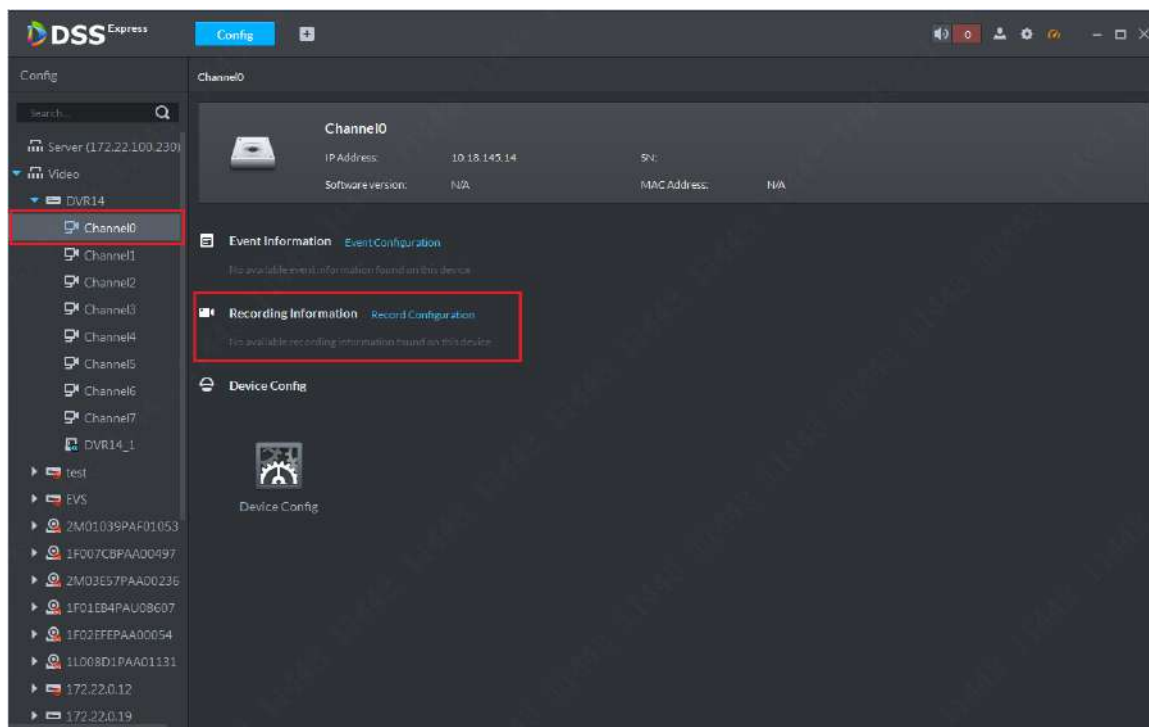 DSS Express
Config
0
Config
Channel0
Search...
Server (172.22.100.230)
Video
DVR14
Channel0
Channel1
Channel2
Channel3
Channel4
Channel5
Channel6
Channel7
DVR14_1
test
EVS
2M01039PAF01053
1F007CBPAA00497
2M03E57PAA00236
1F01EB4PAU08607
1F02EFEPAA00054
1L008D1PAA01131
172.22.0.12
172.22.0.19
Channel0
IP Address: 10.18.145.14 SN:
Software version: N/A MAC Address: N/A
Event Information Event Configuration
No available event information found on this device
Recording Information Record Configuration
No available recording information found on this device
Device Config
Device Config